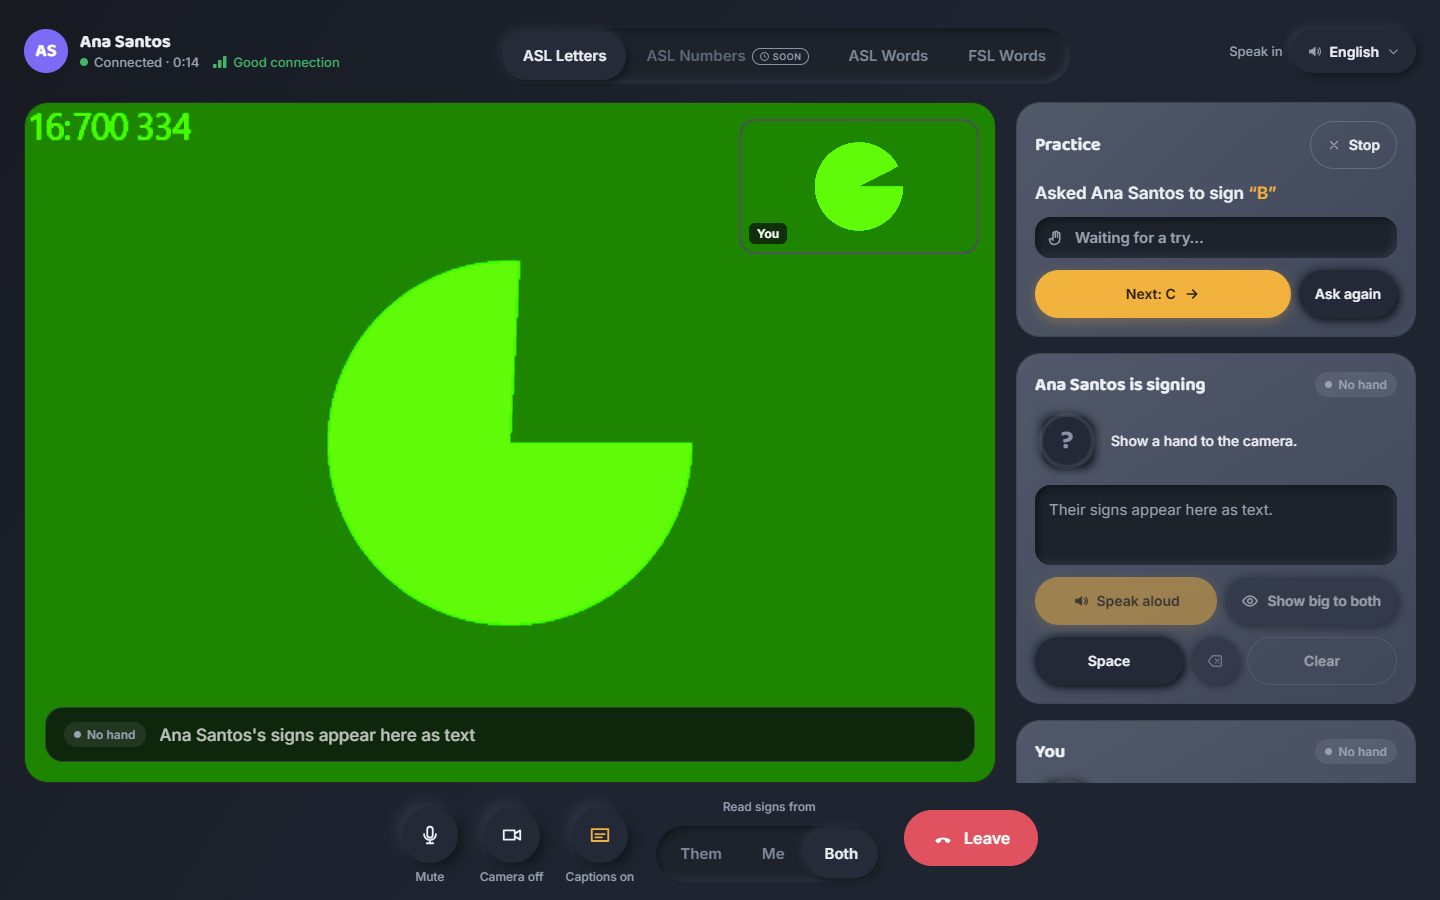 AS
Ana Santos
Connected · 0:14
Good connection
ASL Letters
ASL Numbers
SOON
ASL Words
FSL Words
Speak in
English
16:700 334
You
Practice
Stop
Asked Ana Santos to sign “B”
Waiting for a try...
Next: C →
Ask again
Ana Santos is signing
No hand
?
Show a hand to the camera.
Their signs appear here as text.
Speak aloud
Show big to both
Space
Clear
No hand
Ana Santos's signs appear here as text
You
No hand
Mute
Camera off
Captions on
Read signs from
Them
Me
Both
Leave